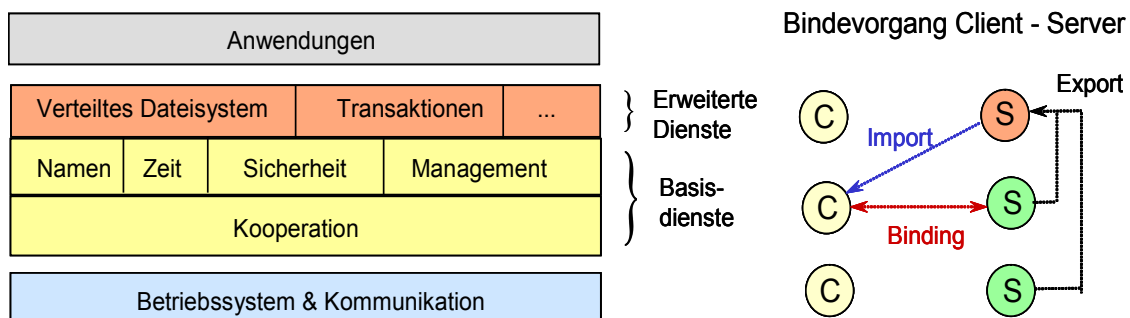 Anwendungen
Verteiltes Dateisystem Transaktionen ...
Erweiterte
Dienste
Namen Zeit Sicherheit Management
Basis-
dienste
Kooperation
Betriebssystem & Kommunikation
Bindevorgang Client - Server
Export
C S
Import
C S
Binding
C S